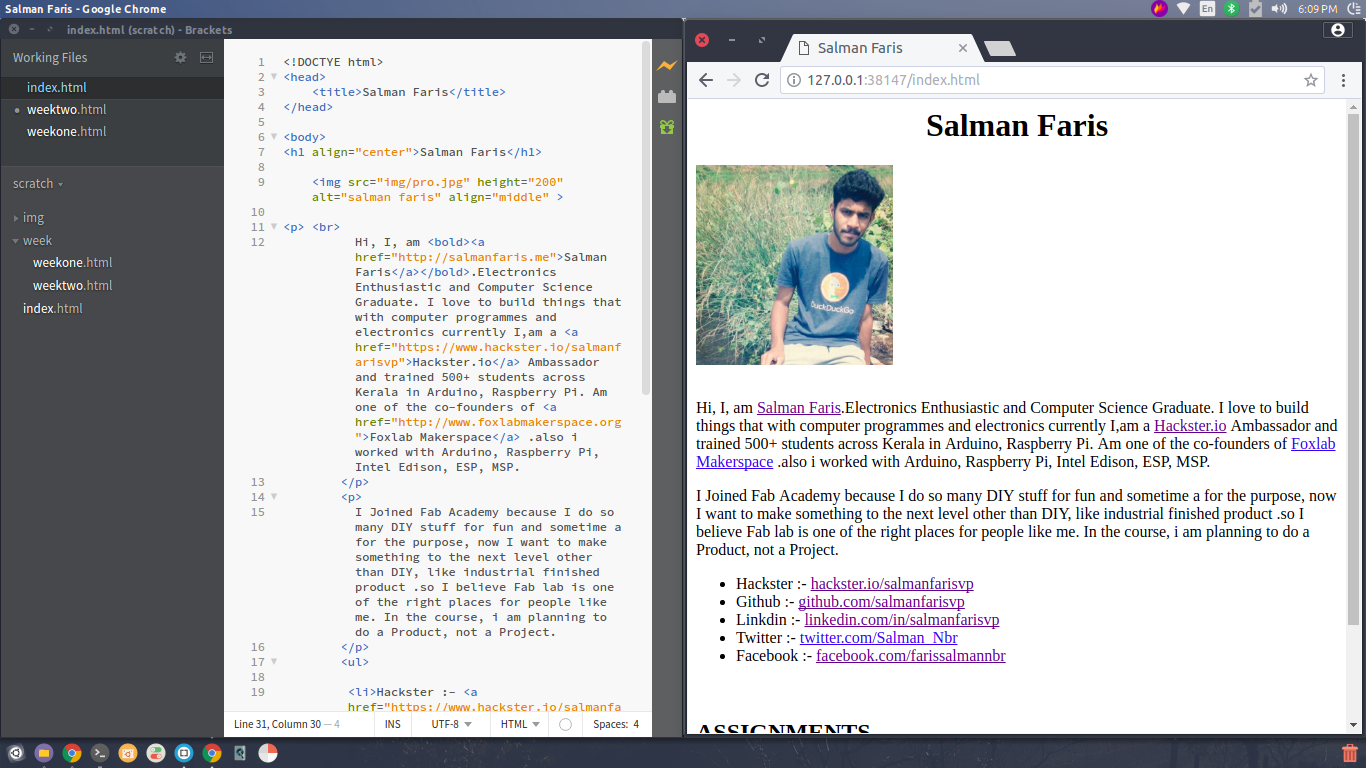 Salman Faris - Google Chrome
En
6:09 PM
index.html (scratch) - Brackets
Working Files
index.html
weektwo.html
weekone.html
scratch
img
week
weekone.html
weektwo.html
index.html
1 <!DOCTYE html>
2 <head>
3 <title>Salman Faris</title>
4 </head>
5
6 <body>
7 <h1 align="center">Salman Faris</h1>
8
9 <img src="img/pro.jpg" height="200"
alt="salman faris" align="middle" >
10
11 <p> <br>
12 Hi, I, am <bold><a
href="http://salmanfaris.me">Salman
Faris</a></bold>.Electronics
Enthusiastic and Computer Science
Graduate. I love to build things that
with computer programmes and
electronics currently I,am a <a
href="https://www.hackster.io/salmanf
arisvp">Hackster.io</a> Ambassador
and trained 500+ students across
Kerala in Arduino, Raspberry Pi. Am
one of the co-founders of <a
href="http://www.foxlabmakerspace.org
">Foxlab Makerspace</a> .also i
worked with Arduino, Raspberry Pi,
Intel Edison, ESP, MSP.
13 </p>
14 <p>
15 I Joined Fab Academy because I do so
many DIY stuff for fun and sometime a
for the purpose, now I want to make
something to the next level other
than DIY, like industrial finished
product .so I believe Fab lab is one
of the right places for people like
me. In the course, i am planning to
do a Product, not a Project.
16 </p>
17 <ul>
18
19 <li>Hackster :- <a
href="https://www.hackster.io/salmanfa
Line 31, Column 30 — 4
INS
UTF-8
HTML
Spaces: 4
Salman Faris
127.0.0.1:38147/index.html
Salman Faris
DuckDuckGo
Hi, I, am Salman Faris.Electronics Enthusiastic and Computer Science Graduate. I love to build
things that with computer programmes and electronics currently I,am a Hackster.io Ambassador and
trained 500+ students across Kerala in Arduino, Raspberry Pi. Am one of the co-founders of Foxlab
Makerspace .also i worked with Arduino, Raspberry Pi, Intel Edison, ESP, MSP.
I Joined Fab Academy because I do so many DIY stuff for fun and sometime a for the purpose, now
I want to make something to the next level other than DIY, like industrial finished product .so I
believe Fab lab is one of the right places for people like me. In the course, i am planning to do a
Product, not a Project.
Hackster :- hackster.io/salmanfarisvp
Github :- github.com/salmanfarisvp
Linkdin :- linkedin.com/in/salmanfarisvp
Twitter :- twitter.com/Salman_Nbr
Facebook :- facebook.com/farissalmannbr
ASSIGNMENTS